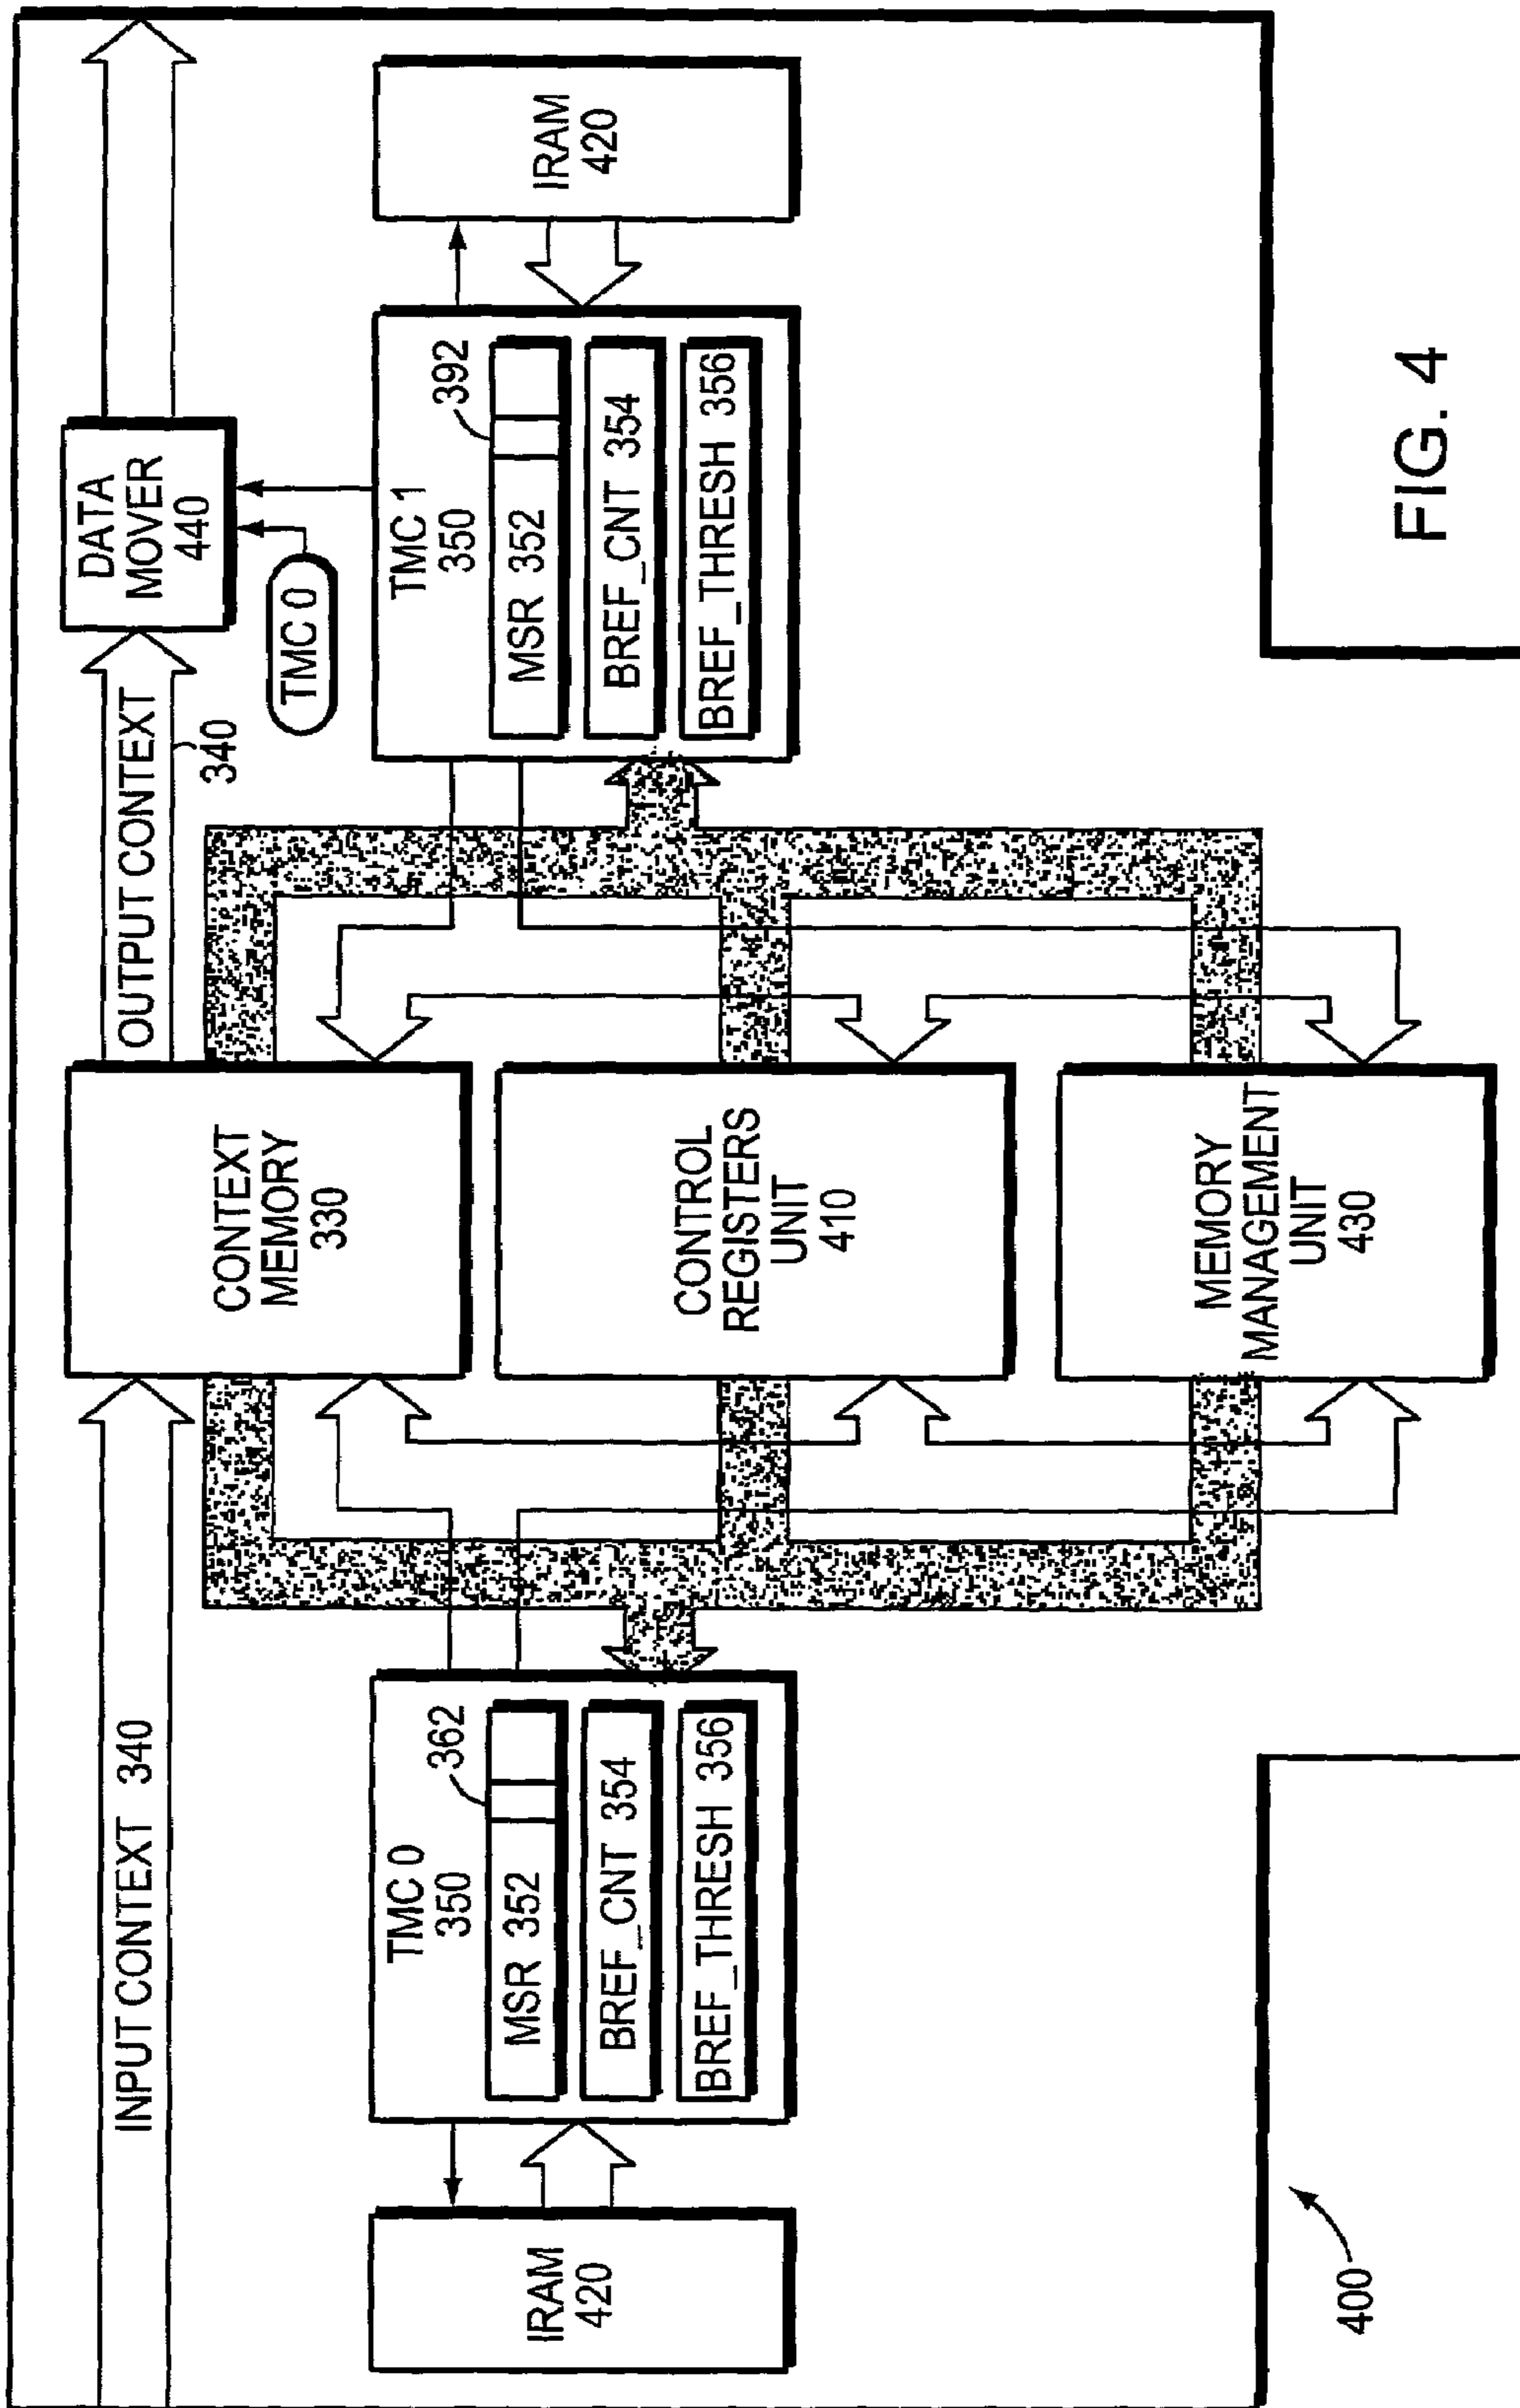 INPUT CONTEXT 340
OUTPUT CONTEXT
340
DATA
MOVER
440
TMC 0
IRAM
420
TMC 0
350
362
MSR 352
BREF_CNT 354
BREF_THRESH 356
CONTEXT
MEMORY
330
CONTROL
REGISTERS
UNIT
410
MEMORY
MANAGEMENT
UNIT
430
TMC 1
350
392
MSR 352
BREF_CNT 354
BREF_THRESH 356
IRAM
420
400
FIG. 4